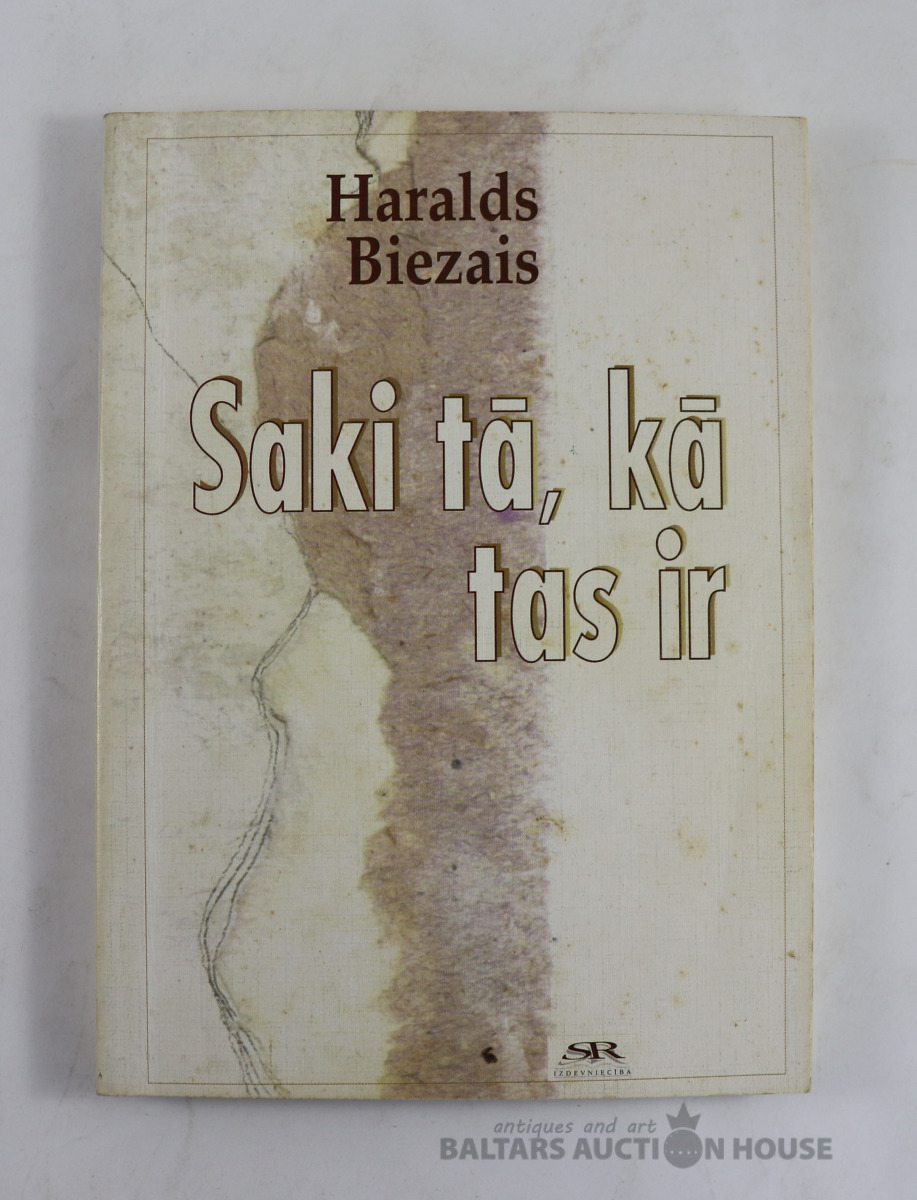 Haralds
Biezais
Saki tā, kā
tas ir
SR
IZDEVNIECĪBA
antiques and art
BALTARS AUCTION HOUSE